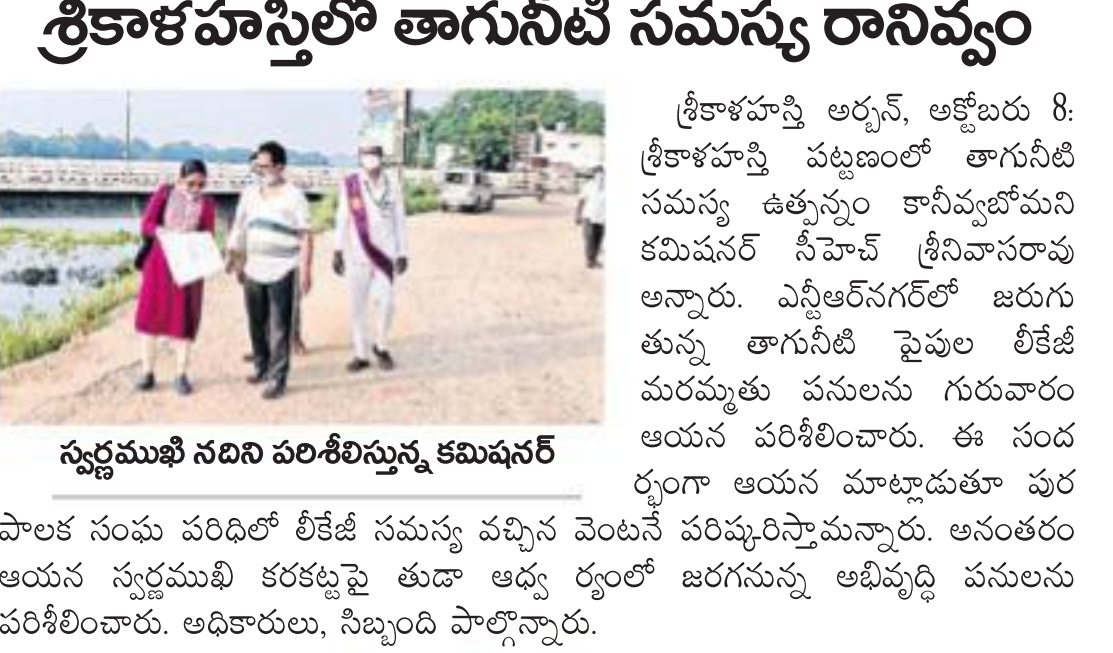 శ్రీకాళహస్తిలో తాగునీటి సమస్య రానివ్వం
శ్రీకాళహస్తి అర్బన్, అక్టోబరు 8:
శ్రీకాళహస్తి పట్టణంలో తాగునీటి
సమస్య ఉత్పన్నం కానీవ్వబోమని
కమిషనర్ సీహెచ్ శ్రీనివాసరావు
అన్నారు. ఎన్టీఆర్‌నగర్‌లో జరుగు
తున్న తాగునీటి పైపుల లీకేజీ
మరమ్మతు పనులను గురువారం
ఆయన పరిశీలించారు. ఈ సంద
ర్భంగా ఆయన మాట్లాడుతూ పుర
పాలక సంఘ పరిధిలో లీకేజీ సమస్య వచ్చిన వెంటనే పరిష్కరిస్తామన్నారు. అనంతరం
ఆయన స్వర్ణముఖి కరకట్టపై తుడా ఆధ్వ ర్యంలో జరగనున్న అభివృద్ధి పనులను
పరిశీలించారు. అధికారులు, సిబ్బంది పాల్గొన్నారు.
స్వర్ణముఖి నదిని పరిశీలిస్తున్న కమిషనర్